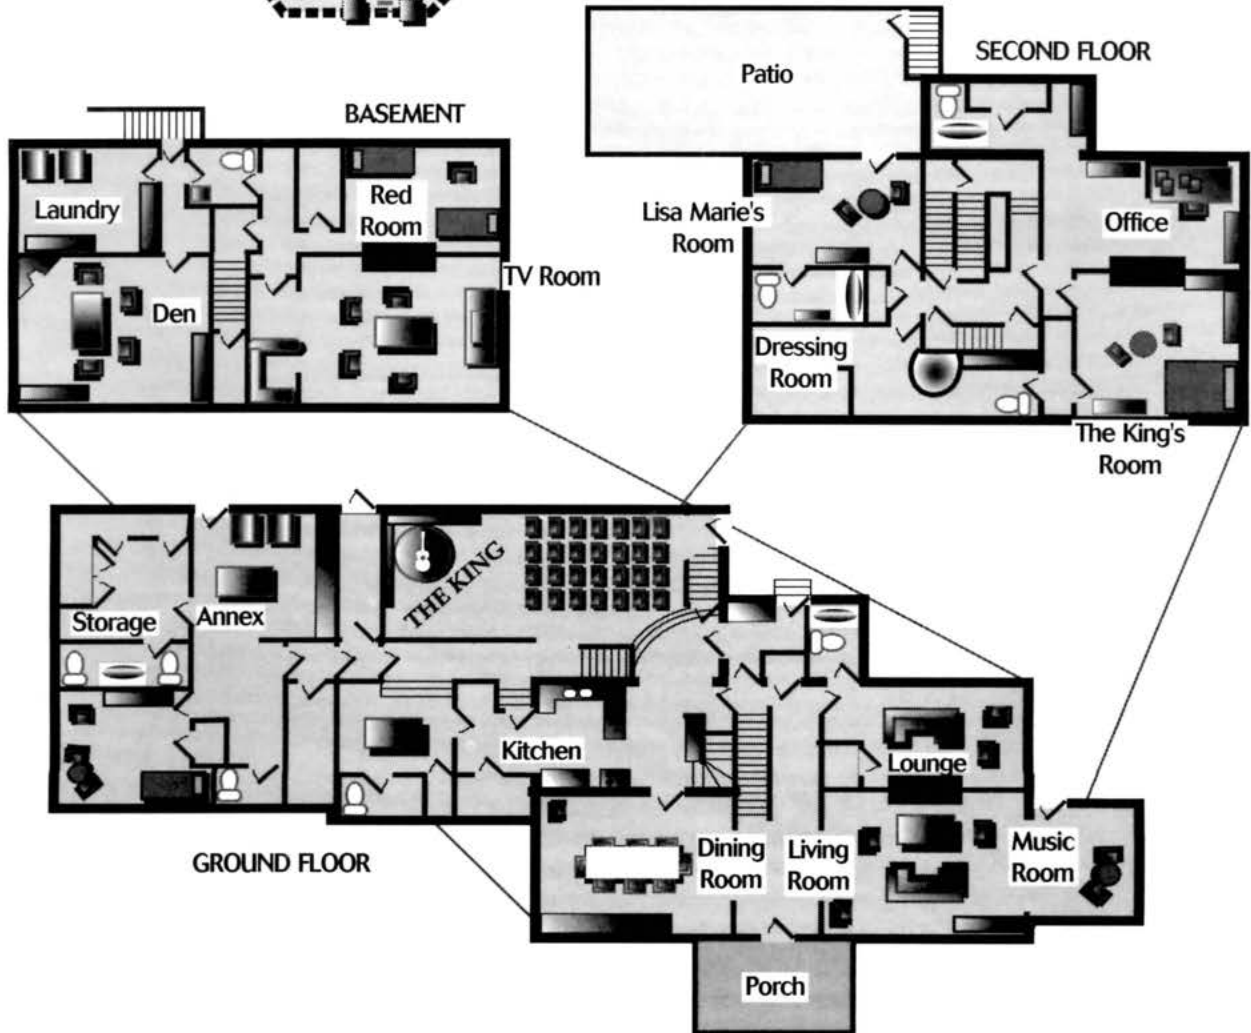 SECOND FLOOR
Patio
BASEMENT
Laundry
Red
Room
Lisa Marie's
Room
Office
TV Room
Den
Dressing
Room
The King's
Room
THE KING
Storage
Annex
Kitchen
Lounge
GROUND FLOOR
Dining
Room
Living
Room
Music
Room
Porch